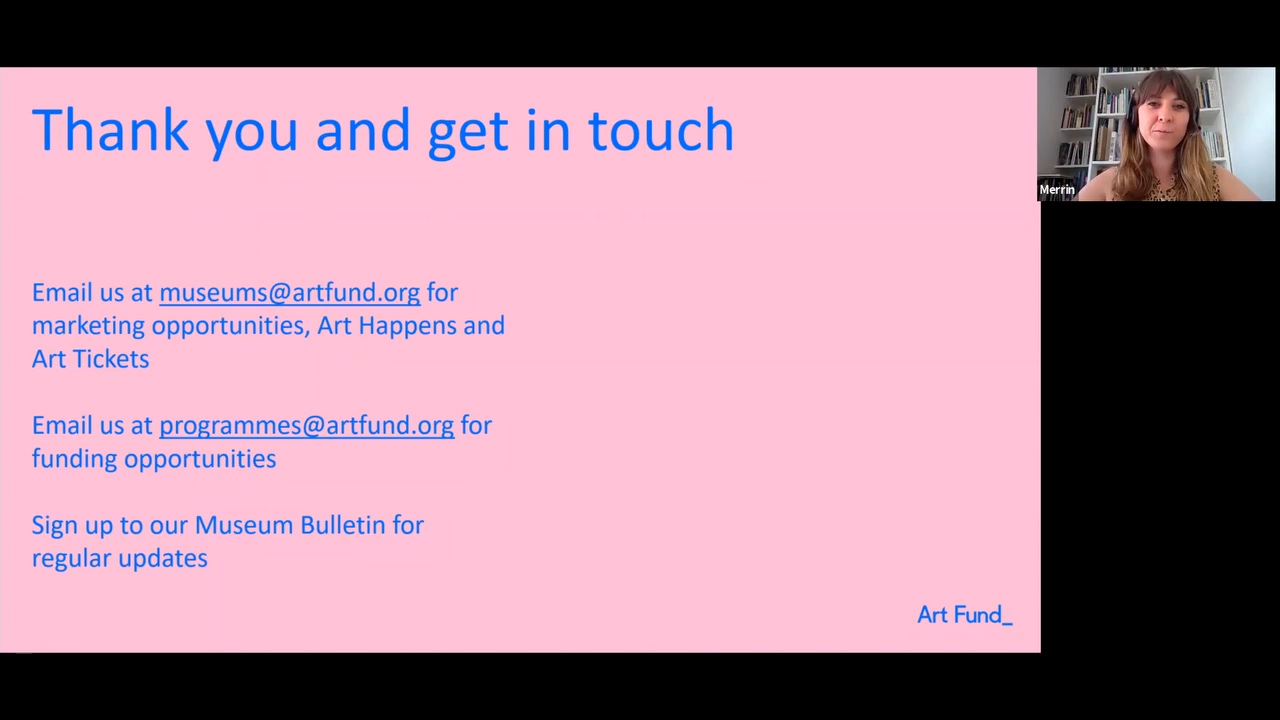 Thank you and get in touch
Merrin
Email us at museums@artfund.org for
marketing opportunities, Art Happens and
Art Tickets
Email us at programmes@artfund.org for
funding opportunities
Sign up to our Museum Bulletin for
regular updates
Art Fund_